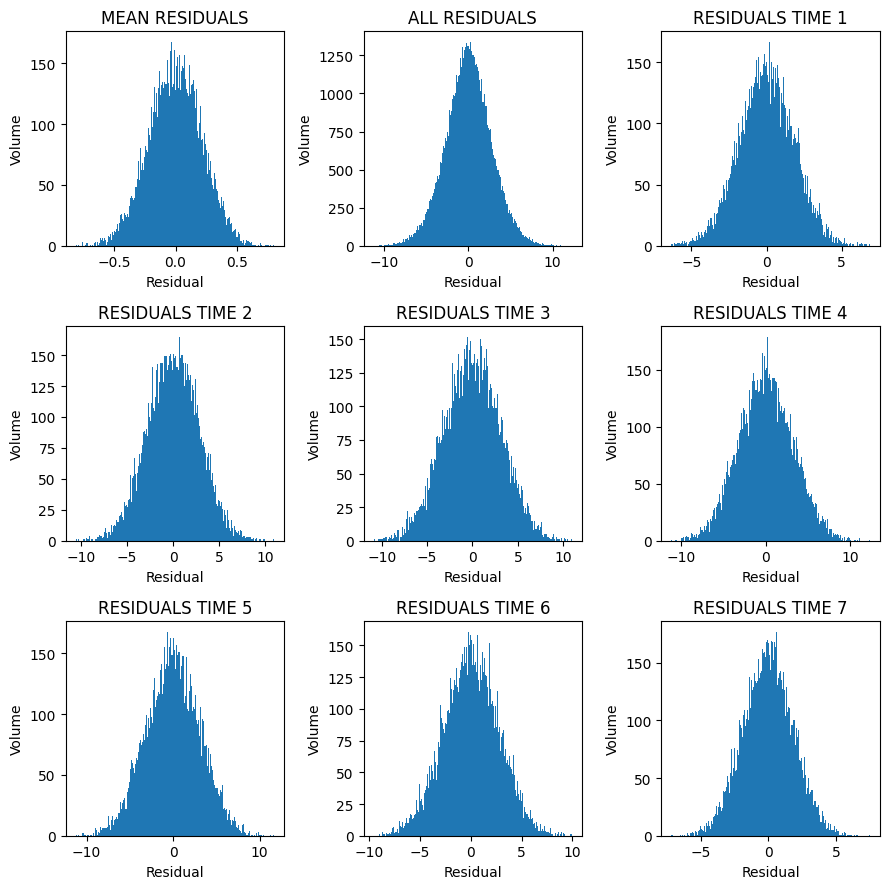 MEAN RESIDUALS
150
100
50
0
Volume
−0.5 0.0 0.5
Residual
ALL RESIDUALS
1250
1000
750
500
250
0
Volume
−10 0 10
Residual
RESIDUALS TIME 1
150
100
50
0
Volume
−5 0 5
Residual
RESIDUALS TIME 2
150
125
100
75
50
25
0
Volume
−10 −5 0 5 10
Residual
RESIDUALS TIME 3
150
125
100
75
50
25
0
Volume
−10 −5 0 5 10
Residual
RESIDUALS TIME 4
175
150
125
100
75
50
25
0
Volume
−10 0 10
Residual
RESIDUALS TIME 5
150
100
50
0
Volume
−10 0 10
Residual
RESIDUALS TIME 6
150
125
100
75
50
25
0
Volume
−10 −5 0 5 10
Residual
RESIDUALS TIME 7
150
100
50
0
Volume
−5 0 5
Residual